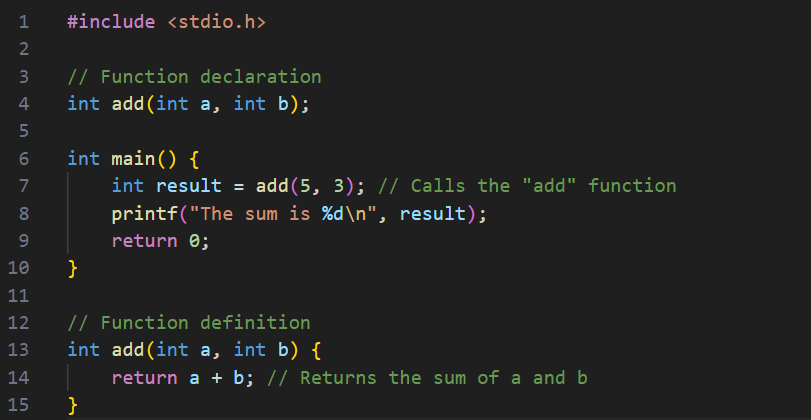 1 #include <stdio.h>
2
3 // Function declaration
4 int add(int a, int b);
5
6 int main() {
7     int result = add(5, 3); // Calls the "add" function
8     printf("The sum is %d\n", result);
9     return 0;
10 }
11
12 // Function definition
13 int add(int a, int b) {
14     return a + b; // Returns the sum of a and b
15 }